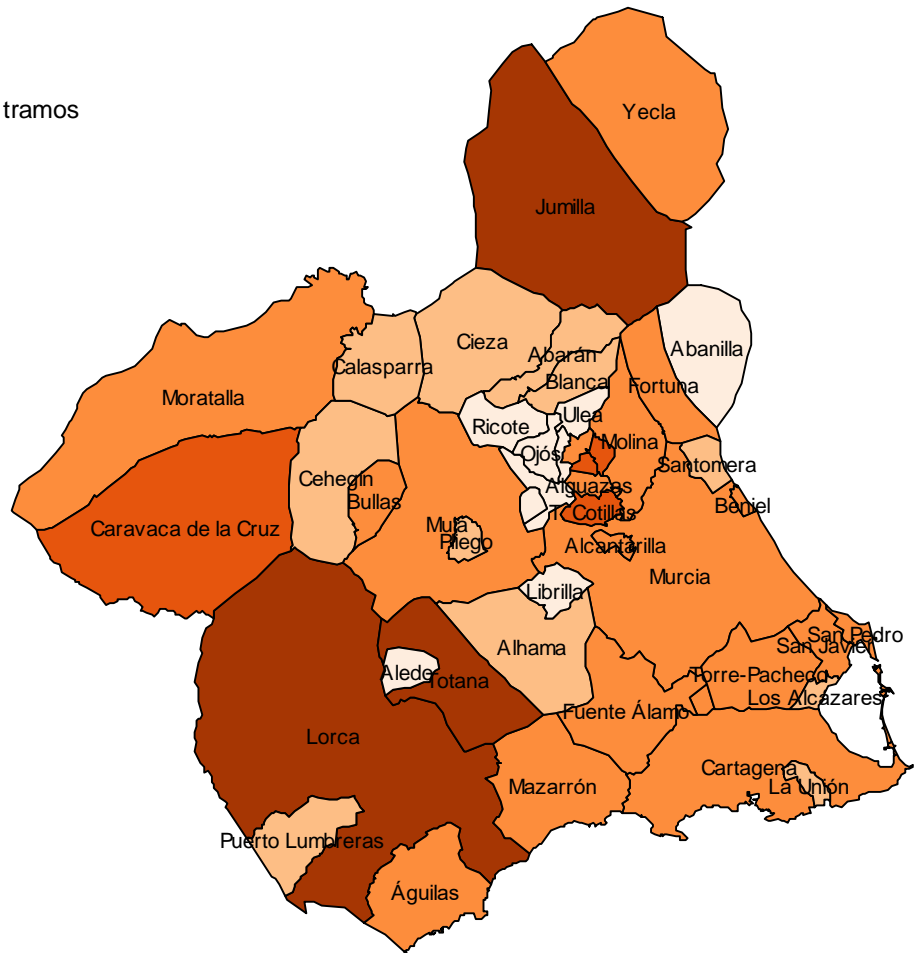 tramos
Yecla
Jumilla
Abanilla
Cieza
Abarán
Calasparra
Blanca
Fortuna
Moratalla
Ulea
Ricote
Molina
Ojós
Santomera
Cehegín
Alguazas
Bullas
Beniel
Cotillas
Caravaca de la Cruz
Mula
Pliego
Alcantarilla
Murcia
Librilla
San Pedro
San Javier
Alhama
Aledo
Totana
Torre-Pacheco
Los Alcázares
Fuente Álamo
Lorca
Cartagena
Mazarrón
La Unión
Puerto Lumbreras
Águilas